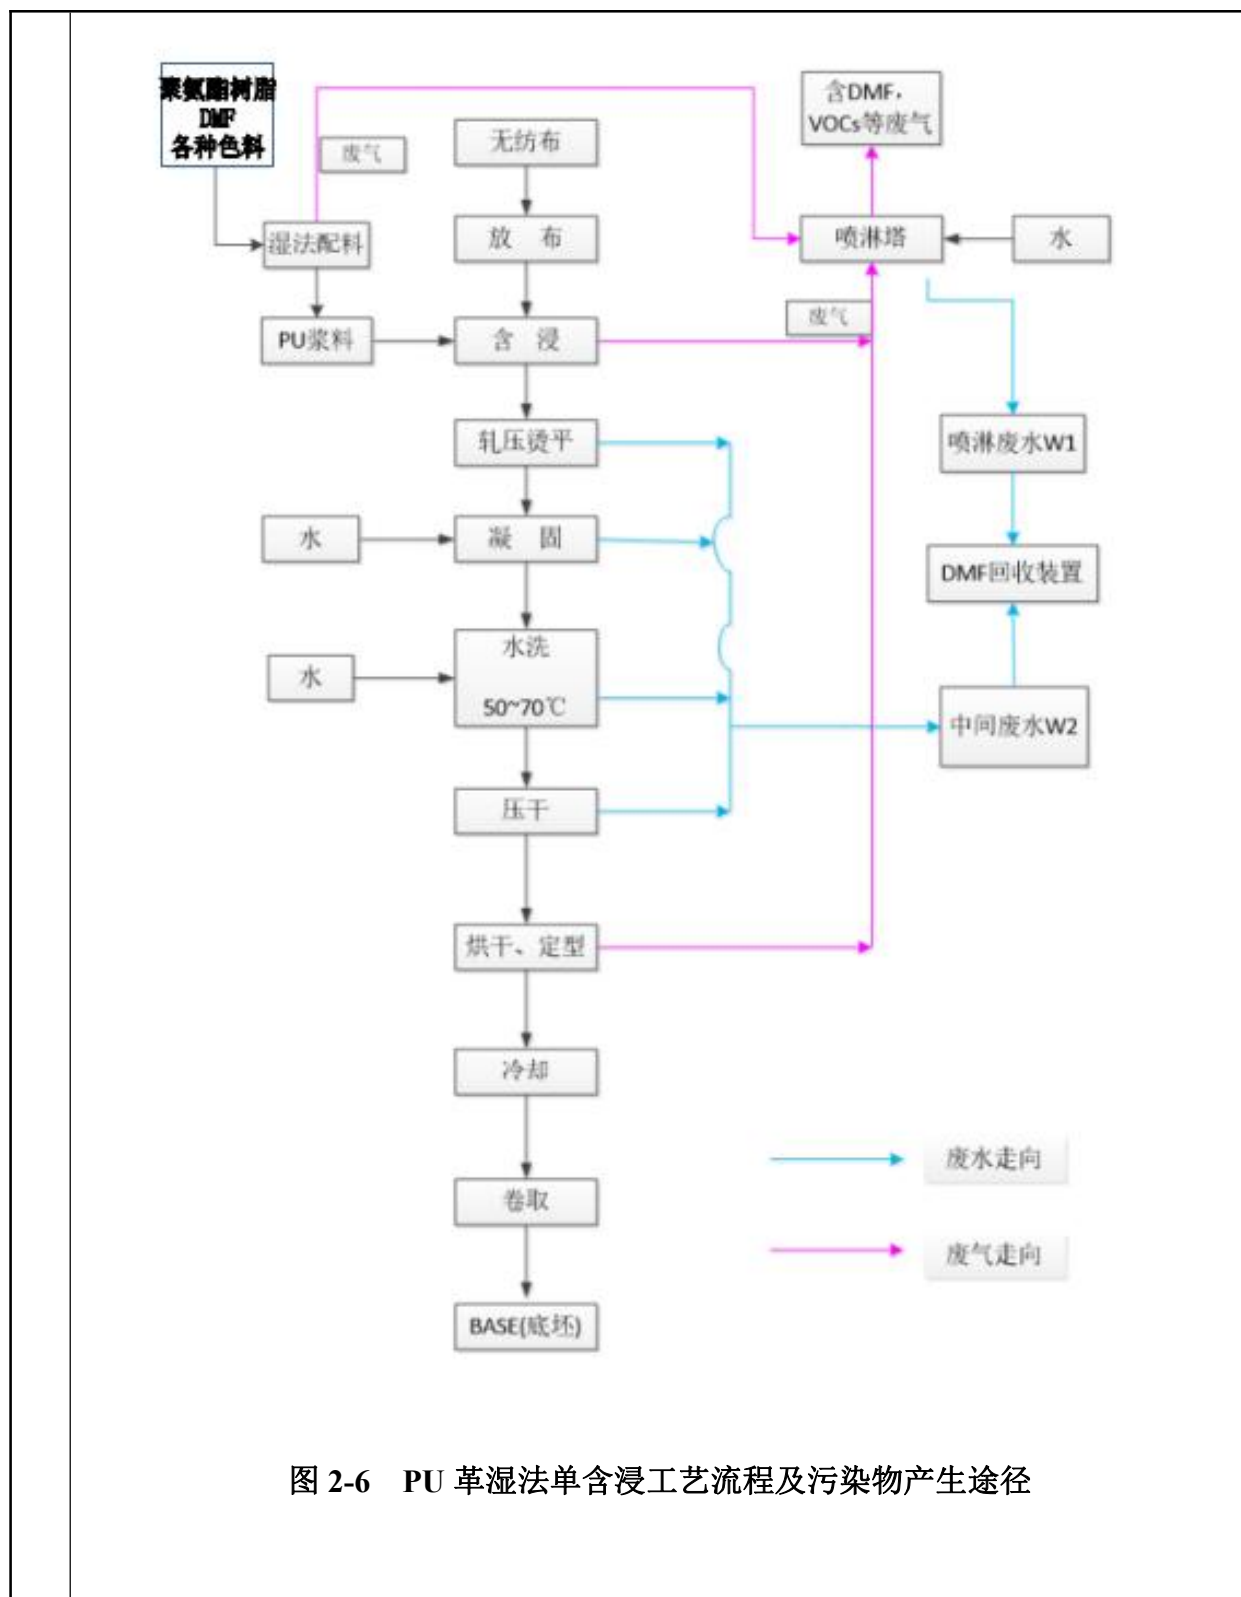 聚氨酯树脂
DMF
各种色料
含DMF，
VOCs等废气
无纺布
废气
湿法配料
放 布
喷淋塔
水
PU浆料
含 浸
废气
轧压烫平
喷淋废水W1
水
凝 固
DMF回收装置
水洗
50~70℃
水
中间废水W2
压干
烘干、定型
冷却
废水走向
卷取
废气走向
BASE(底坯)
图 2-6 PU 革湿法单含浸工艺流程及污染物产生途径